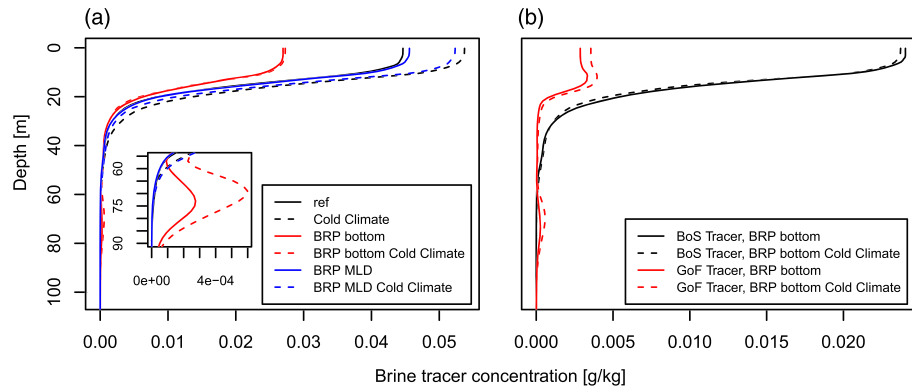 (a)
(b)
Depth [m]
0
20
40
60
80
100
60
75
90
0e+00
4e-04
ref
Cold Climate
BRP bottom
BRP bottom Cold Climate
BRP MLD
BRP MLD Cold Climate
0.00
0.01
0.02
0.03
0.04
0.05
BoS Tracer, BRP bottom
BoS Tracer, BRP bottom Cold Climate
GoF Tracer, BRP bottom
GoF Tracer, BRP bottom Cold Climate
0.000
0.005
0.010
0.015
0.020
Brine tracer concentration [g/kg]